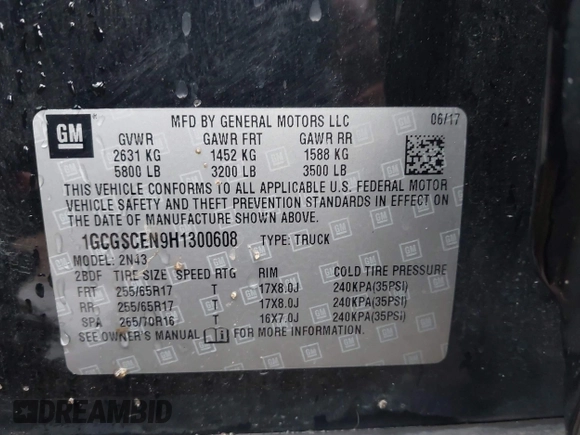 GM
MFD BY GENERAL MOTORS LLC 06/17
GVWR GAWR FRT GAWR RR
2631 KG 1452 KG 1588 KG
5800 LB 3200 LB 3500 LB
THIS VEHICLE CONFORMS TO ALL APPLICABLE U.S. FEDERAL MOTOR
VEHICLE SAFETY AND THEFT PREVENTION STANDARDS IN EFFECT ON
THE DATE OF MANUFACTURE SHOWN ABOVE.
1GCGSCEN9H1300608 TYPE: TRUCK
MODEL: 2N43
2BDF TIRE SIZE SPEED RTG RIM COLD TIRE PRESSURE
FRT 255/65R17 T 17X8.0J 240KPA(35PSI)
RR 255/65R17 T 17X8.0J 240KPA(35PSI)
SPA 265/70R16 T 16X7.0J 240KPA(35PSI)
SEE OWNER'S MANUAL FOR MORE INFORMATION.
DREAMBID